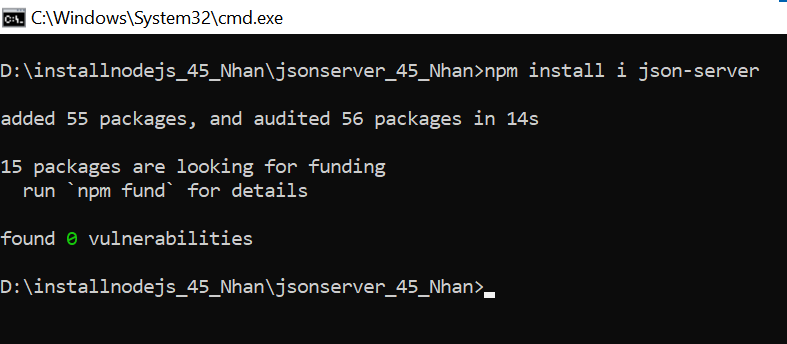 C:\Windows\System32\cmd.exe
D:\installnodejs_45_Nhan\jsonserver_45_Nhan>npm install i json-server
added 55 packages, and audited 56 packages in 14s
15 packages are looking for funding
  run `npm fund` for details
found 0 vulnerabilities
D:\installnodejs_45_Nhan\jsonserver_45_Nhan>